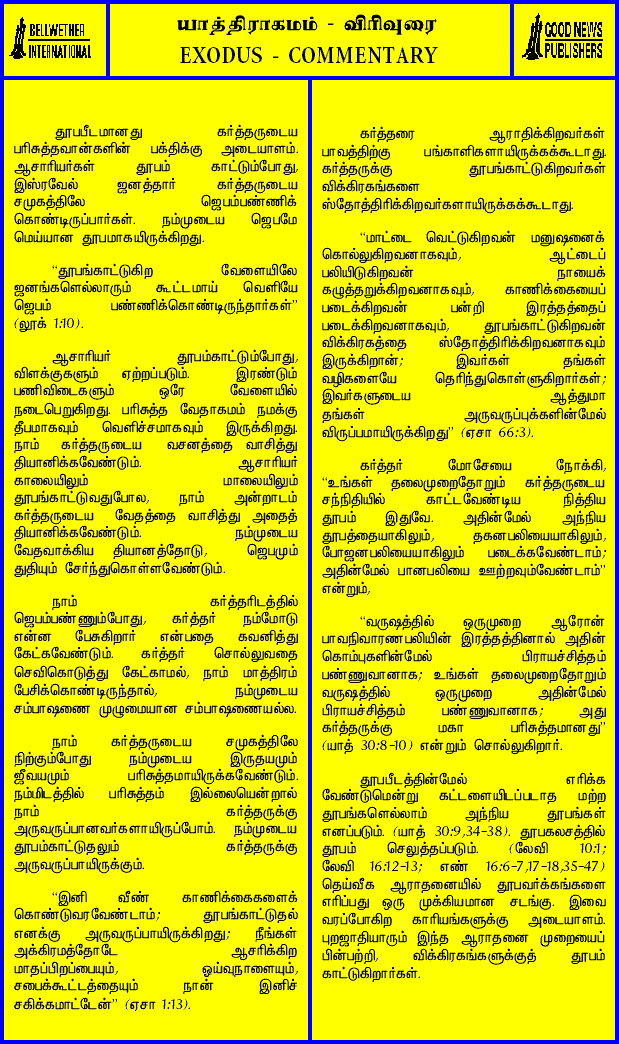 BELLWETHER
INTERNATIONAL
யாத்திராகமம் - விரிவுரை
EXODUS - COMMENTARY
GOOD NEWS
PUBLISHERS
தூபபீடமானது கர்த்தருடைய
பரிசுத்தவான்களின் பக்திக்கு அடையாளம்.
ஆசாரியர்கள் தூபம் காட்டும்போது,
இஸ்ரவேல் ஜனத்தார் கர்த்தருடைய
சமுகத்திலே ஜெபம்பண்ணிக்
கொண்டிருப்பார்கள். நம்முடைய ஜெபமே
மெய்யான தூபமாகயிருக்கிறது.
“தூபங்காட்டுகிற வேளையிலே
ஜனங்களெல்லாரும் கூட்டமாய் வெளியே
ஜெபம் பண்ணிக்கொண்டிருந்தார்கள்”
(லூக் 1:10).
ஆசாரியர் தூபம்காட்டும்போது,
விளக்குகளும் ஏற்றப்படும். இரண்டும்
பணிவிடைகளும் ஒரே வேளையில்
நடைபெறுகிறது. பரிசுத்த வேதாகமம் நமக்கு
தீபமாகவும் வெளிச்சமாகவும் இருக்கிறது.
நாம் கர்த்தருடைய வசனத்தை வாசித்து
தியானிக்கவேண்டும். ஆசாரியர்
காலையிலும் மாலையிலும்
தூபங்காட்டுவதுபோல, நாம் அன்றாடம்
கர்த்தருடைய வேதத்தை வாசித்து அதைத்
தியானிக்கவேண்டும். நம்முடைய
வேதவாக்கிய தியானத்தோடு, ஜெபமும்
துதியும் சேர்ந்துகொள்ளவேண்டும்.
நாம் கர்த்தரிடத்தில்
ஜெபம்பண்ணும்போது, கர்த்தர் நம்மோடு
என்ன பேசுகிறார் என்பதை கவனித்து
கேட்கவேண்டும். கர்த்தர் சொல்லுவதை
செவிகொடுத்து கேட்காமல், நாம் மாத்திரம்
பேசிக்கொண்டிருந்தால், நம்முடைய
சம்பாஷணை முழுமையான சம்பாஷணையல்ல.
நாம் கர்த்தருடைய சமுகத்திலே
நிற்கும்போது நம்முடைய இருதயமும்
ஜீவயமும் பரிசுத்தமாயிருக்கவேண்டும்.
நம்மிடத்தில் பரிசுத்தம் இல்லையென்றால்
நாம் கர்த்தருக்கு
அருவருப்பானவர்களாயிருப்போம். நம்முடைய
தூபம்காட்டுதலும் கர்த்தருக்கு
அருவருப்பாயிருக்கும்.
“இனி வீண் காணிக்கைகளைக்
கொண்டுவரவேண்டாம்; தூபங்காட்டுதல்
எனக்கு அருவருப்பாயிருக்கிறது; நீங்கள்
அக்கிரமத்தோடே ஆசரிக்கிற
மாதப்பிறப்பையும், ஓய்வுநாளையும்,
சபைக்கூட்டத்தையும் நான் இனிச்
சகிக்கமாட்டேன்” (ஏசா 1:13).
கர்த்தரை ஆராதிக்கிறவர்கள்
பாவத்திற்கு பங்காளிகளாயிருக்கக்கூடாது.
கர்த்தருக்கு தூபங்காட்டுகிறவர்கள்
விக்கிரகங்களை
ஸ்தோத்திரிக்கிறவர்களாயிருக்கக்கூடாது.
“மாட்டை வெட்டுகிறவன் மனுஷனைக்
கொல்லுகிறவனாகவும், ஆட்டைப்
பலியிடுகிறவன் நாயைக்
கழுத்தறுக்கிறவனாகவும், காணிக்கையைப்
படைக்கிறவன் பன்றி இரத்தத்தைப்
படைக்கிறவனாகவும், தூபங்காட்டுகிறவன்
விக்கிரகத்தை ஸ்தோத்திரிக்கிறவனாகவும்
இருக்கிறான்; இவர்கள் தங்கள்
வழிகளையே தெரிந்துகொள்ளுகிறார்கள்;
இவர்களுடைய ஆத்துமா
தங்கள் அருவருப்புக்களின்மேல்
விருப்பமாயிருக்கிறது” (ஏசா 66:3).
கர்த்தர் மோசேயை நோக்கி,
“உங்கள் தலைமுறைதோறும் கர்த்தருடைய
சந்நிதியில் காட்டவேண்டிய நித்திய
தூபம் இதுவே. அதின்மேல் அந்நிய
தூபத்தையாகிலும், தகனபலியையாகிலும்,
போஜனபலியையாகிலும் படைக்கவேண்டாம்;
அதின்மேல் பானபலியை ஊற்றவும்வேண்டாம்”
என்றும்,
“வருஷத்தில் ஒருமுறை ஆரோன்
பாவநிவாரணபலியின் இரத்தத்தினால் அதின்
கொம்புகளின்மேல் பிராயச்சித்தம்
பண்ணுவானாக; உங்கள் தலைமுறைதோறும்
வருஷத்தில் ஒருமுறை அதின்மேல்
பிராயச்சித்தம் பண்ணுவானாக; அது
கர்த்தருக்கு மகா பரிசுத்தமானது”
(யாத் 30:8-10) என்றும் சொல்லுகிறார்.
தூபபீடத்தின்மேல் எரிக்க
வேண்டுமென்று கட்டளையிடப்படாத மற்ற
தூபங்களெல்லாம் அந்நிய தூபங்கள்
எனப்படும். (யாத் 30:9,34-38). தூபகலசத்தில்
தூபம் செலுத்தப்படும். (லேவி 10:1;
லேவி 16:12-13; எண் 16:6-7,17-18,35-47)
தெய்வீக ஆராதனையில் தூபவர்க்கங்களை
எரிப்பது ஒரு முக்கியமான சடங்கு. இவை
வரப்போகிற காரியங்களுக்கு அடையாளம்.
புறஜாதியாரும் இந்த ஆராதனை முறையைப்
பின்பற்றி, விக்கிரகங்களுக்குத் தூபம்
காட்டுகிறார்கள்.